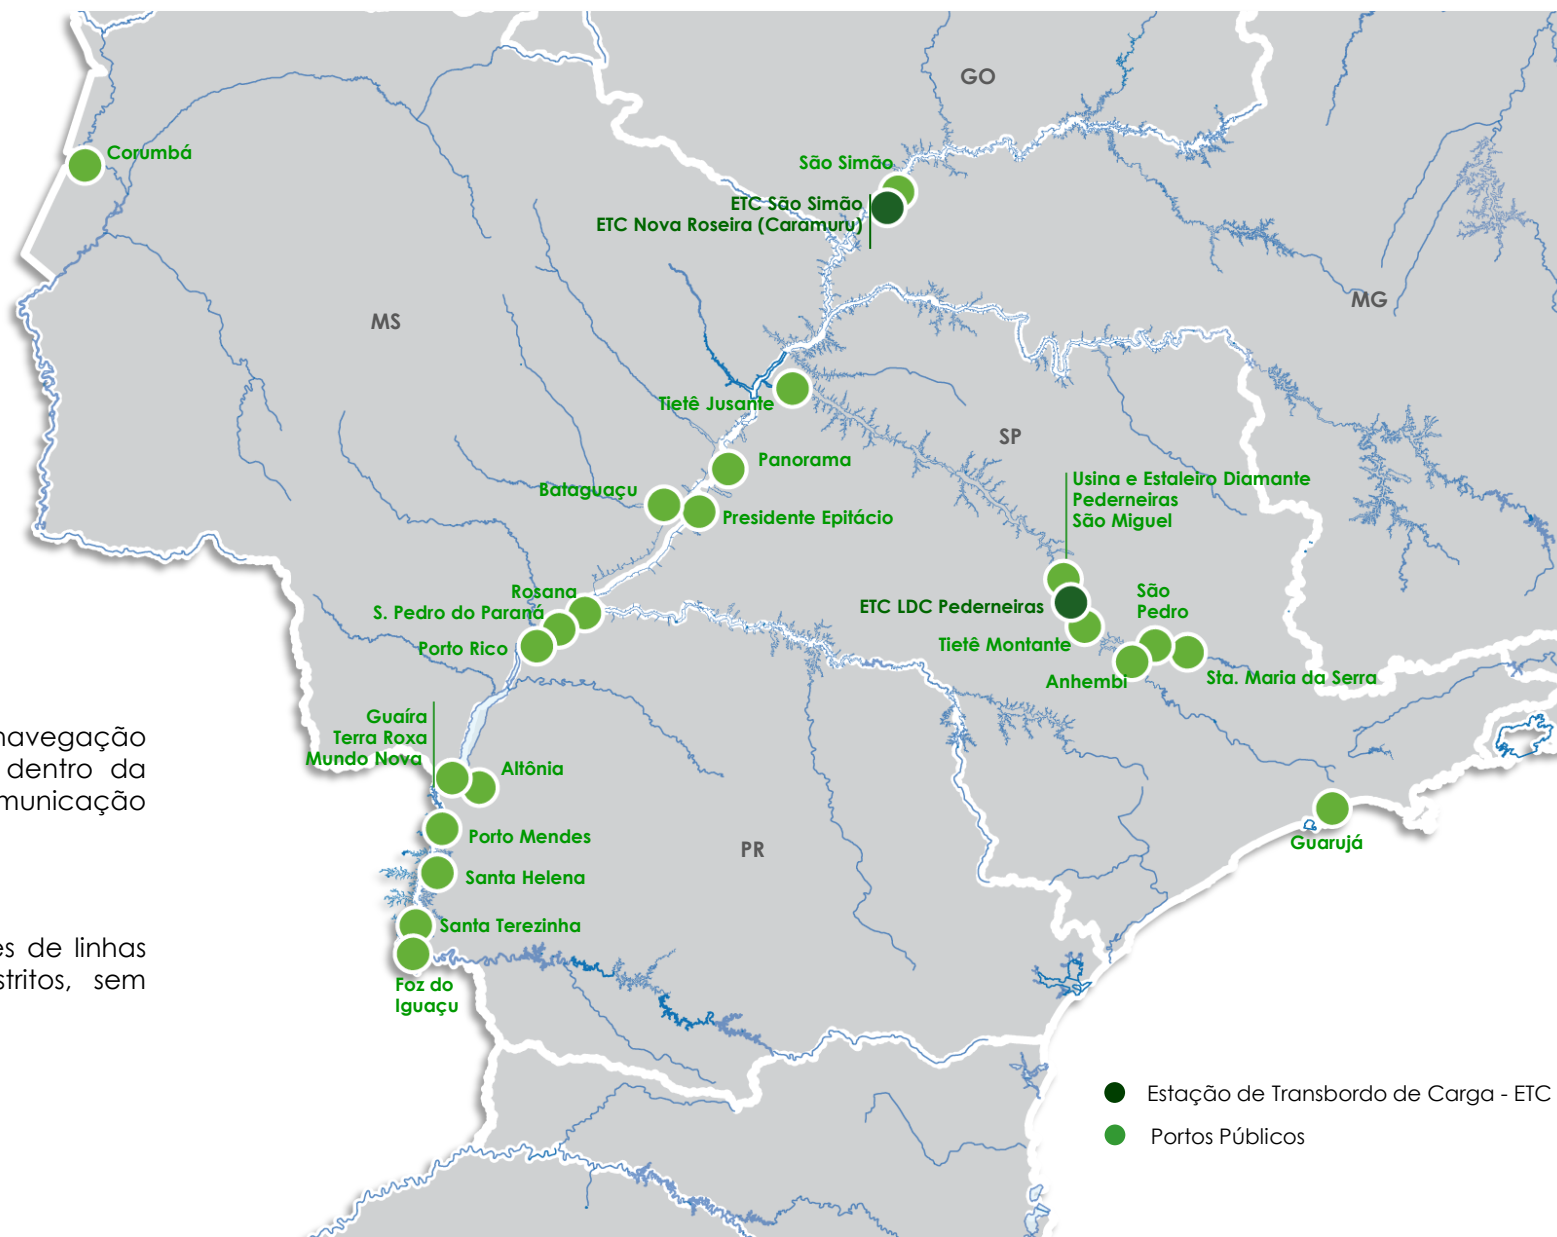 GO
Corumbá
São Simão
ETC São Simão
ETC Nova Roseira (Caramuru)
MS
MG
Tietê Jusante
SP
Panorama
Bataguaçu
Presidente Epitácio
Usina e Estaleiro Diamante
Pederneiras
São Miguel
Rosana
S. Pedro do Paraná
Porto Rico
ETC LDC Pederneiras
São
Pedro
Tietê Montante
Anhembi
Sta. Maria da Serra
Guaíra
Terra Roxa
Mundo Nova
Altônia
navegação
dentro da
municação
Porto Mendes
PR
Guarujá
Santa Helena
Santa Terezinha
es de linhas
stritos, sem
Foz do
Iguaçu
Estação de Transbordo de Carga - ETC
Portos Públicos